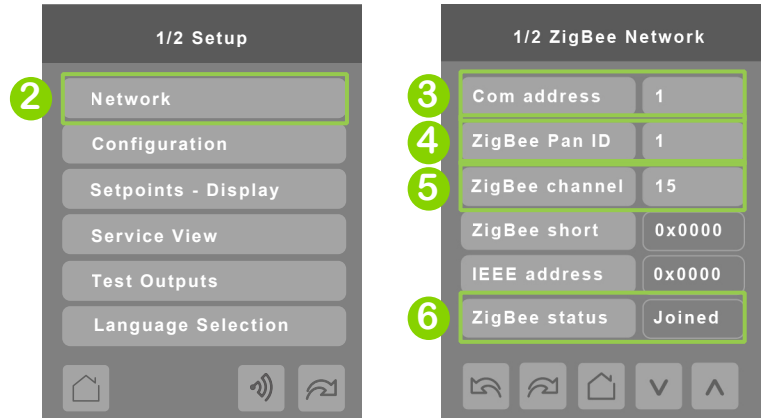 1/2 Setup
2 Network
Configuration
Setpoints - Display
Service View
Test Outputs
Language Selection
1/2 ZigBee Network
3 Com address 1
4 ZigBee Pan ID 1
5 ZigBee channel 15
ZigBee short 0x0000
IEEE address 0x0000
6 ZigBee status Joined